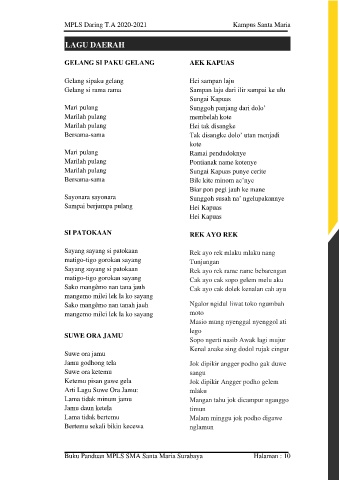 MPLS Daring T.A 2020-2021
Kampus Santa Maria
LAGU DAERAH
GELANG SI PAKU GELANG
Gelang sipaku gelang
Gelang si rama rama
Mari pulang
Marilah pulang
Marilah pulang
Bersama-sama
Mari pulang
Marilah pulang
Marilah pulang
Bersama-sama
Sayonara sayonara
Sampai berjumpa pulang
SI PATOKAAN
Sayang sayang si patokaan
matigo-tigo gorokan sayang
Sayang sayang si patokaan
matigo-tigo gorokan sayang
Sako mangemo tan tana jauh
mangemo milei lek la ko sayang
Sako mangemo tan tanah jauh
mangemo milei lek la ko sayang
SUWE ORA JAMU
Suwe ora jamu
Jamu godhong tela
Suwe ora ketemu
Ketemu pisan gawe gela
Arti Lagu Suwe Ora Jamu:
Lama tidak minum jamu
Jamu daun ketela
Lama tidak bertemu
Bertemu sekali bikin kecewa
AEK KAPUAS
Hei sampan laju
Sampan laju dari ilir sampai ke ulu
Sungai Kapuas
Sunggoh panjang dari dolo'
membelah kote
Hei tak disangke
Tak disangke dolo' utan menjadi
kote
Ramai pendudoknye
Pontianak name kotenye
Sungai Kapuas punye cerite
Bile kite minom ae'nye
Biar pon pegi jauh ke mane
Sunggoh susah na' ngelupakannye
Hei Kapuas
Hei Kapuas
REK AYO REK
Rek ayo rek mlaku mlaku nang
Tunjungan
Rek ayo rek rame rame bebarengan
Cak ayo cak sopo gelem melu aku
Cak ayo cak dolek kenalan cah ayu
Ngalor ngidul liwat toko ngumbah
moto
Masio mung nyenggal nyenggol ati
lego
Sopo ngerti nasib Awak lagi mujur
Kenal anake sing dodol rujak cingur
Jok dipikir angger podho gak duwe
sangu
Jok dipikir Angger podho gelem
mlaku
Mangan tahu jok dicampur nganggo
timun
Malam minggu jok podho digawe
nglamun
Buku Panduan MPLS SMA Santa Maria Surabaya
Halaman : 10